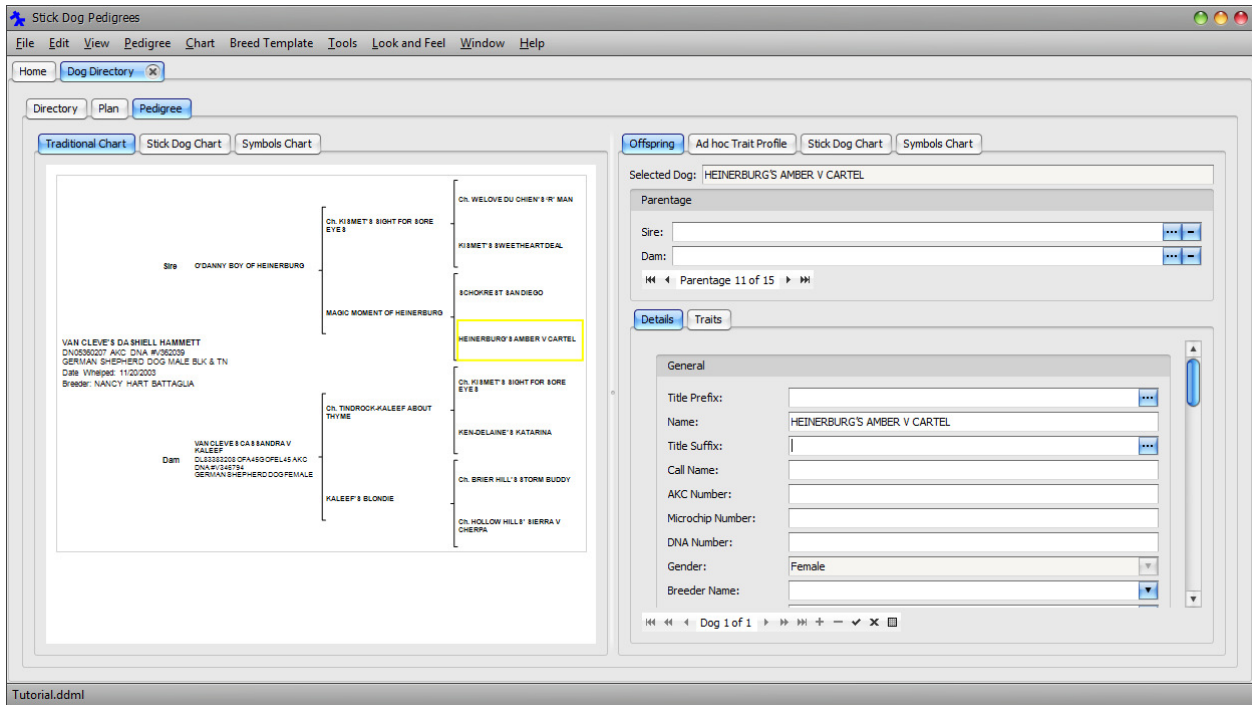 Stick Dog Pedigrees
File Edit View Pedigree Chart Breed Template Tools Look and Feel Window Help
Home Dog Directory
Directory Plan Pedigree
Traditional Chart Stick Dog Chart Symbols Chart
Ch. WELOVE DU CHIEN'S 'R' MAN
Ch. KISMET'S SIGHT FOR SORE
EYES
KISMET'S SWEETHEART DEAL
Sire O'DANNY BOY OF HEINERBURG
SCHOKREST SAN DIEGO
MAGIC MOMENT OF HEINERBURG
HEINERBURG'S AMBER V CARTEL
VAN CLEVE'S DASHIELL HAMMETT
DN05360207 AKC DNA #V362039
GERMAN SHEPHERD DOG MALE BLK & TN
Date Whelped: 11/20/2003
Breeder: NANCY HART BATTAGLIA
Ch. KISMET'S SIGHT FOR SORE
EYES
Ch. TINDROCK-KALEEF ABOUT
THYME
KEN-DELAINE'S KATARINA
Dam
VAN CLEVE'S CASSANDRA V
KALEEF
DL83383208 OFA45G OFEL45 AKC
DNA #V345794
GERMAN SHEPHERD DOG FEMALE
Ch. BRIER HILL'S STORM BUDDY
KALEEF'S BLONDIE
Ch. HOLLOW HILLS' SIERRA V
CHERPA
Offspring Ad hoc Trait Profile Stick Dog Chart Symbols Chart
Selected Dog: HEINERBURG'S AMBER V CARTEL
Parentage
Sire:
Dam:
Parentage 11 of 15
Details Traits
General
Title Prefix:
Name: HEINERBURG'S AMBER V CARTEL
Title Suffix:
Call Name:
AKC Number:
Microchip Number:
DNA Number:
Gender: Female
Breeder Name:
Dog 1 of 1
Tutorial.ddml